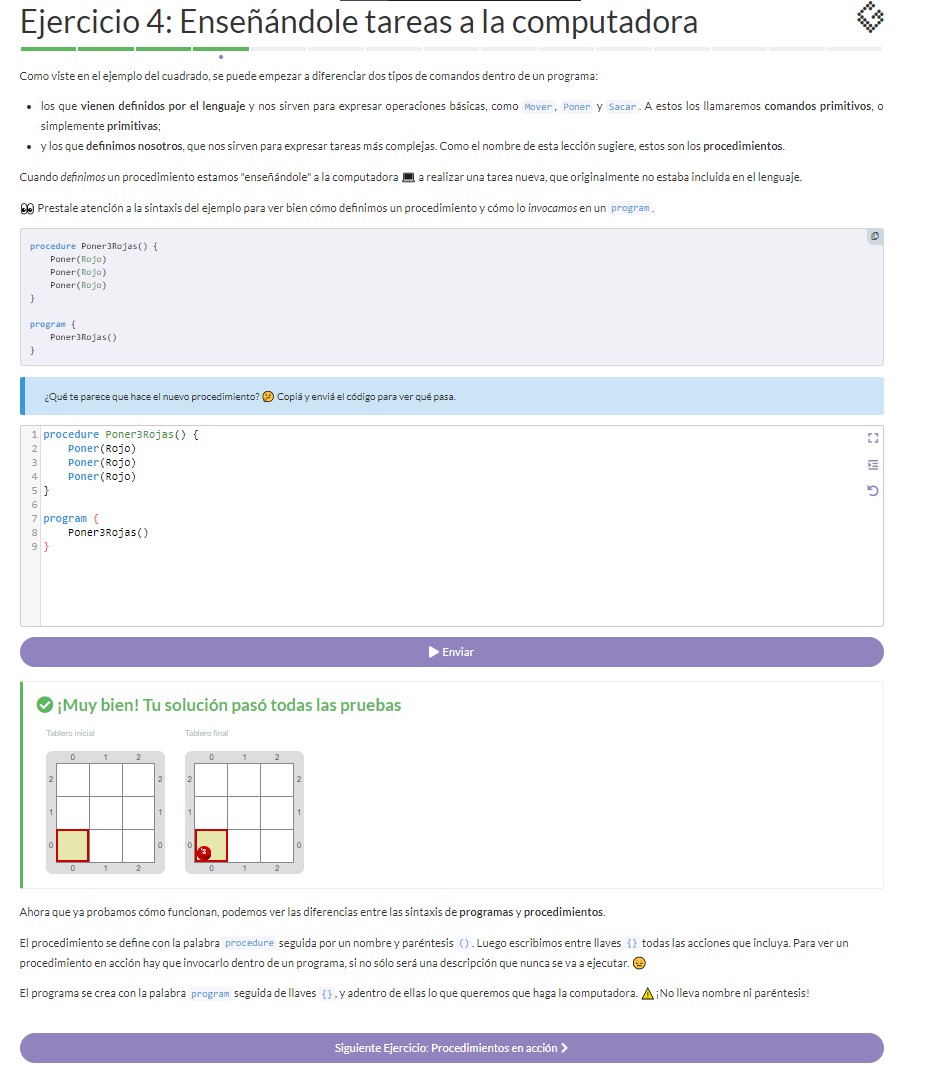 Ejercicio 4: Enseñándole tareas a la computadora
Como viste en el ejemplo del cuadrado, se puede empezar a diferenciar dos tipos de comandos dentro de un programa:
• los que vienen definidos por el lenguaje y nos sirven para expresar operaciones básicas, como Mover, Poner y Sacar. A estos los llamaremos comandos primitivos, o
simplemente primitivas;
• y los que definimos nosotros, que nos sirven para expresar tareas más complejas. Como el nombre de esta lección sugiere, estos son los procedimientos.
Cuando definimos un procedimiento estamos "enseñándole" a la computadora 💻 a realizar una tarea nueva, que originalmente no estaba incluida en el lenguaje.
👀 Prestale atención a la sintaxis del ejemplo para ver bien cómo definimos un procedimiento y cómo lo invocamos en un program.
procedure Poner3Rojas() {
Poner(Rojo)
Poner(Rojo)
Poner(Rojo)
}
program {
Poner3Rojas()
}
¿Qué te parece que hace el nuevo procedimiento? 🤔 Copiá y enviá el código para ver qué pasa.
1 procedure Poner3Rojas() {
2 Poner(Rojo)
3 Poner(Rojo)
4 Poner(Rojo)
5 }
6
7 program {
8 Poner3Rojas()
9 }
Enviar
¡Muy bien! Tu solución pasó todas las pruebas
Tablero inicial Tablero final
0 1 2 0 1 2
2 2 2 2
1 1 1 1
0 0 0 3 0
0 1 2 0 1 2
Ahora que ya probamos cómo funcionan, podemos ver las diferencias entre las sintaxis de programas y procedimientos.
El procedimiento se define con la palabra procedure seguida por un nombre y paréntesis (). Luego escribimos entre llaves {} todas las acciones que incluya. Para ver un
procedimiento en acción hay que invocarlo dentro de un programa, si no sólo será una descripción que nunca se va a ejecutar. 😞
El programa se crea con la palabra program seguida de llaves {}, y adentro de ellas lo que queremos que haga la computadora. ⚠️ ¡No lleva nombre ni paréntesis!
Siguiente Ejercicio: Procedimientos en acción